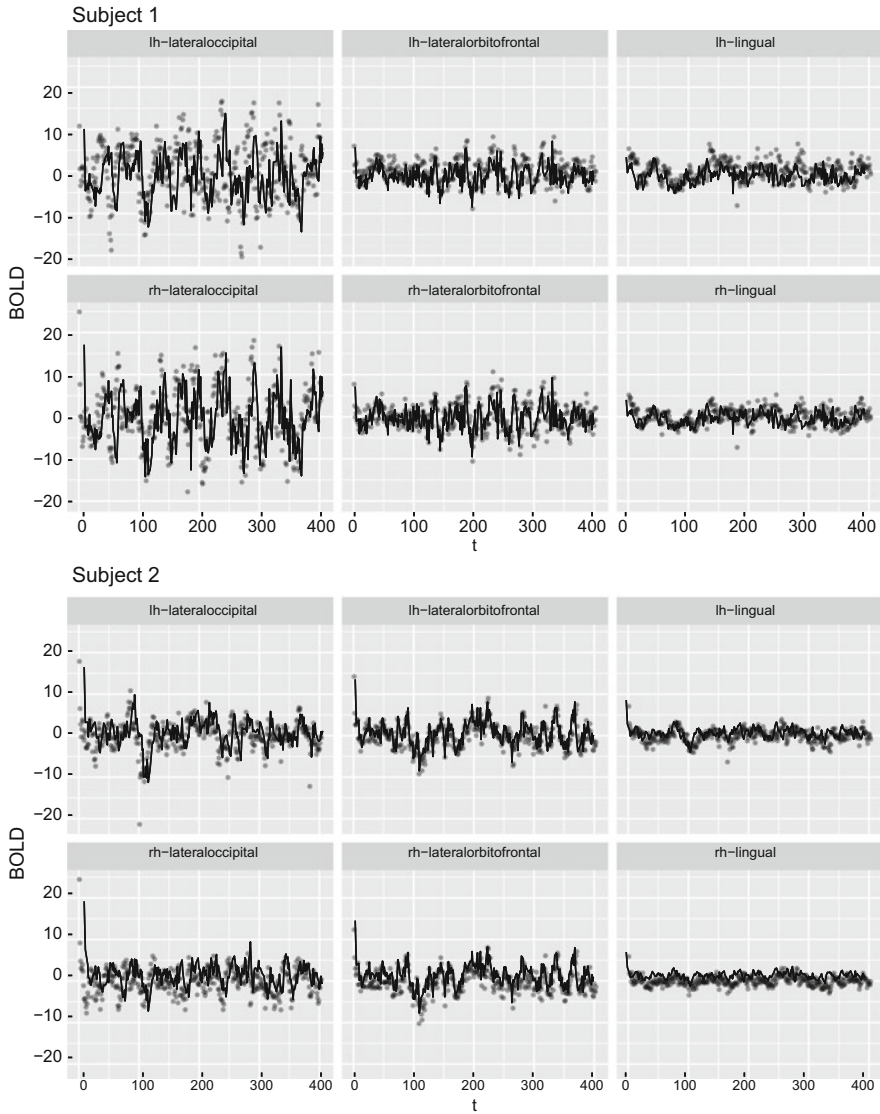 Subject 1
lh−lateraloccipital lh−lateralorbitofrontal lh−lingual
20
10
0
−10
−20
BOLD
rh−lateraloccipital rh−lateralorbitofrontal rh−lingual
20
10
0
−10
−20
0 100 200 300 400 0 100 200 300 400 0 100 200 300 400
t
Subject 2
lh−lateraloccipital lh−lateralorbitofrontal lh−lingual
20
10
0
−10
−20
BOLD
rh−lateraloccipital rh−lateralorbitofrontal rh−lingual
20
10
0
−10
−20
0 100 200 300 400 0 100 200 300 400 0 100 200 300 400
t